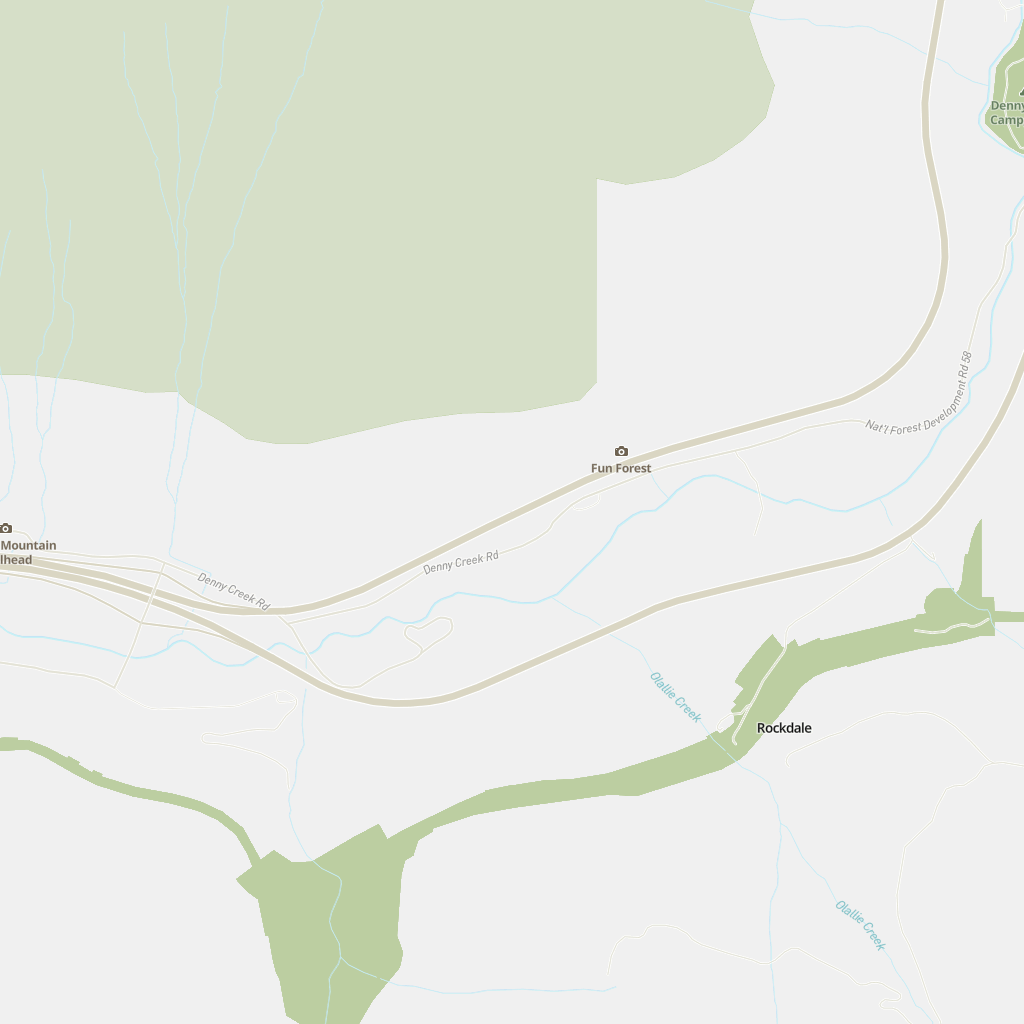 Denny
Camp
Nat'l Forest Development Rd 58
Fun Forest
Mountain
lhead
Denny Creek Rd
Denny Creek Rd
Olallie Creek
Rockdale
Olallie Creek